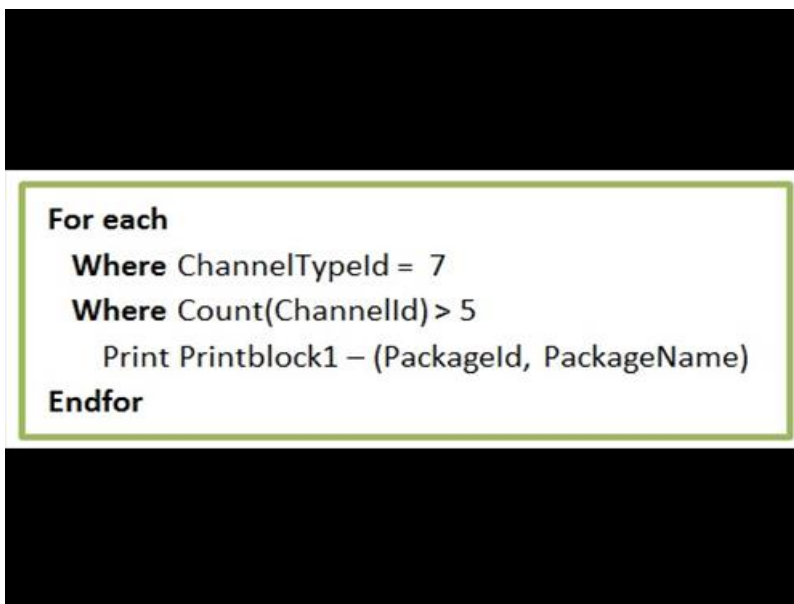 For each
Where ChannelTypeId = 7
Where Count(ChannelId) > 5
Print Printblock1 – (PackageId, PackageName)
Endfor